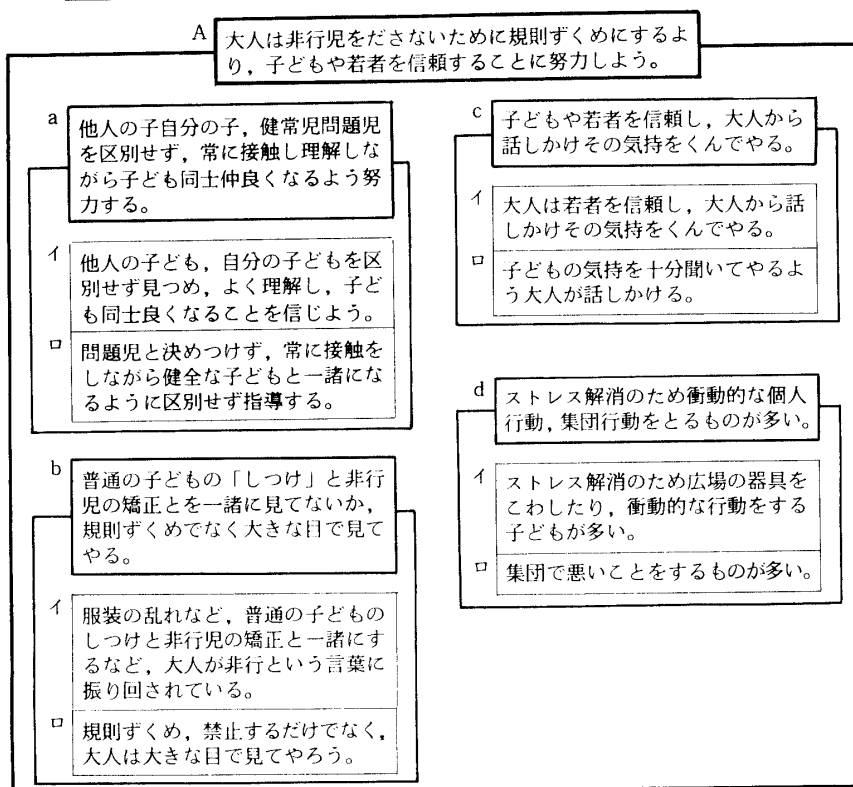 A
大人は非行児をださないために規則ずくめにするよ
り，子どもや若者を信頼することに努力しよう。
a
他人の子自分の子，健常児問題児
を区別せず，常に接触し理解しな
がら子ども同士仲良くなるよう努
力する。
イ
他人の子ども，自分の子どもを区
別せず見つめ，よく理解し，子ど
も同士良くなることを信じよう。
ロ
問題児と決めつけず，常に接触を
しながら健全な子どもと一諸にな
るように区別せず指導する。
b
普通の子どもの「しつけ」と非行
児の矯正とを一諸に見てないか，
規則ずくめでなく大きな目で見て
やる。
イ
服装の乱れなど，普通の子どもの
しつけと非行児の矯正と一諸にす
るなど，大人が非行という言葉に
振り回されている。
ロ
規則ずくめ，禁止するだけでなく，
大人は大きな目で見てやろう。
c
子どもや若者を信頼し，大人から
話しかけその気持をくんでやる。
イ
大人は若者を信頼し，大人から話
しかけその気持をくんでやる。
ロ
子どもの気持を十分聞いてやるよ
う大人が話しかける。
d
ストレス解消のため衝動的な個人
行動，集団行動をとるものが多い。
イ
ストレス解消のため広場の器具を
こわしたり，衝動的な行動をする
子どもが多い。
ロ
集団で悪いことをするものが多い。